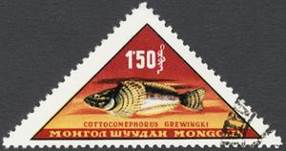 1'50
COTTOCOMEPHORUS GREWINGKI
МОНГОЛ ШУУДАН MONGOLIA